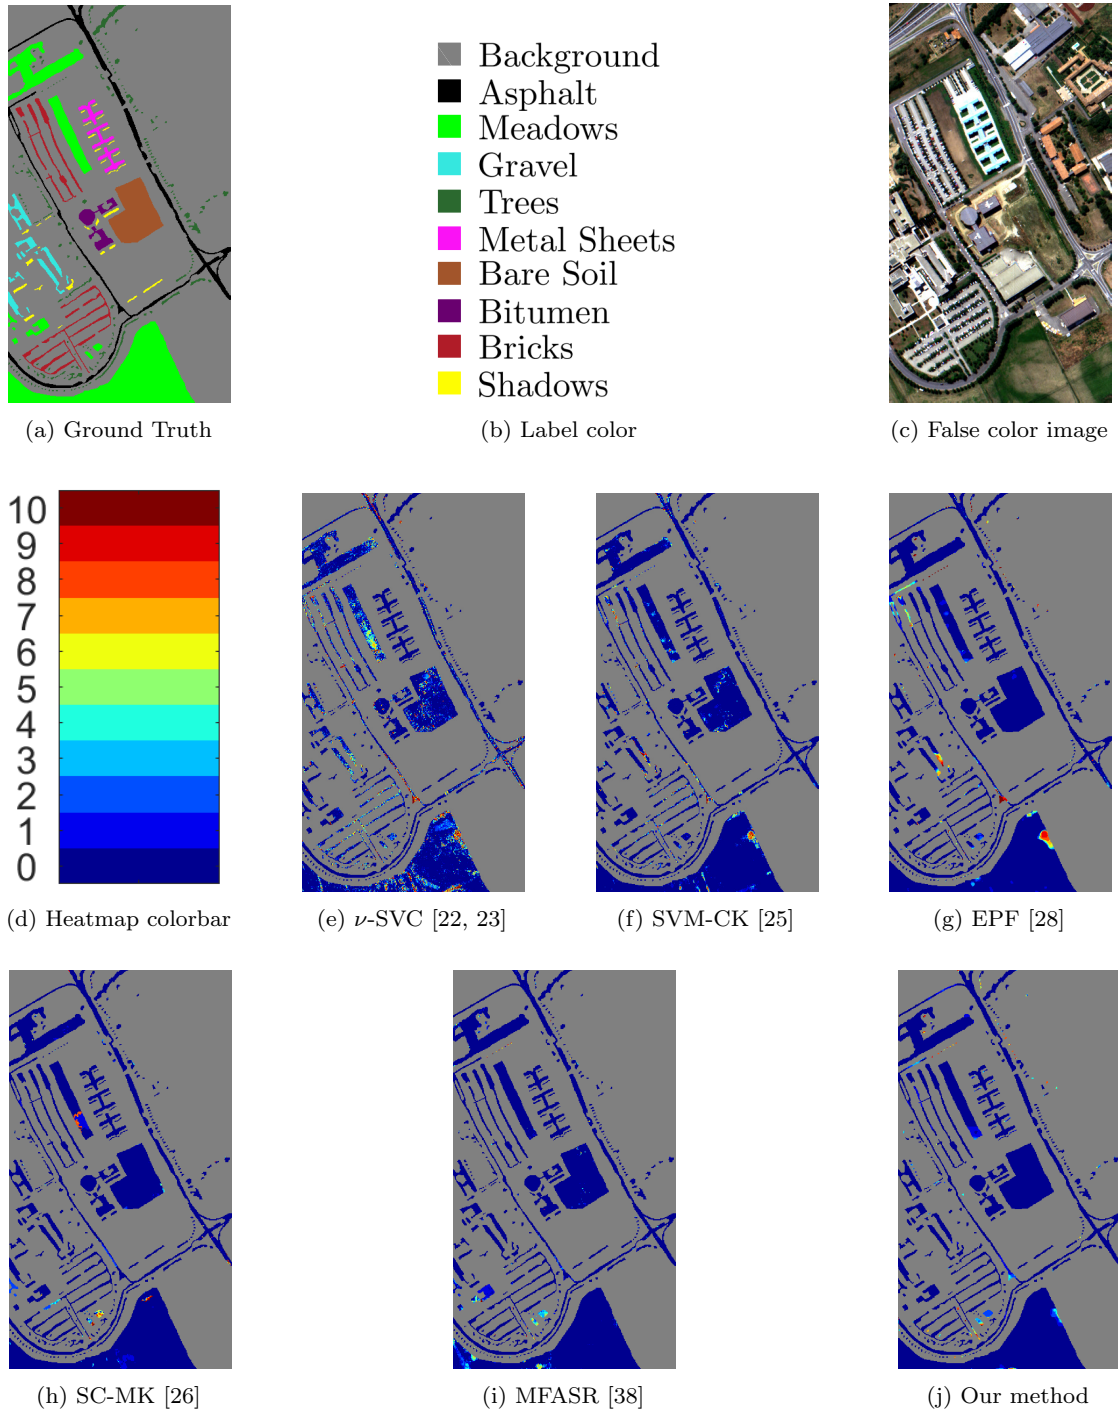 Background
Asphalt
Meadows
Gravel
Trees
Metal Sheets
Bare Soil
Bitumen
Bricks
Shadows
(a) Ground Truth
(b) Label color
(c) False color image
10
9
8
7
6
5
4
3
2
1
0
(d) Heatmap colorbar
(e) ν-SVC [22, 23]
(f) SVM-CK [25]
(g) EPF [28]
(h) SC-MK [26]
(i) MFASR [38]
(j) Our method